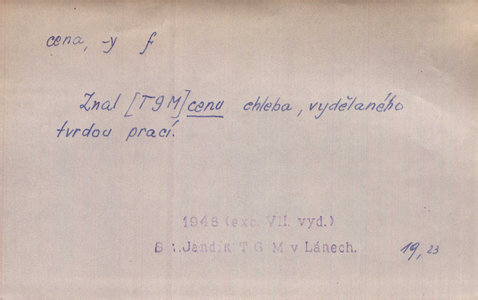 cena, -y f
Znal [TGM] cenu chleba, vydělaného
tvrdou prací.
1948 (exc. VII. vyd.)
Jandík T G M v Lánech.
19, 23